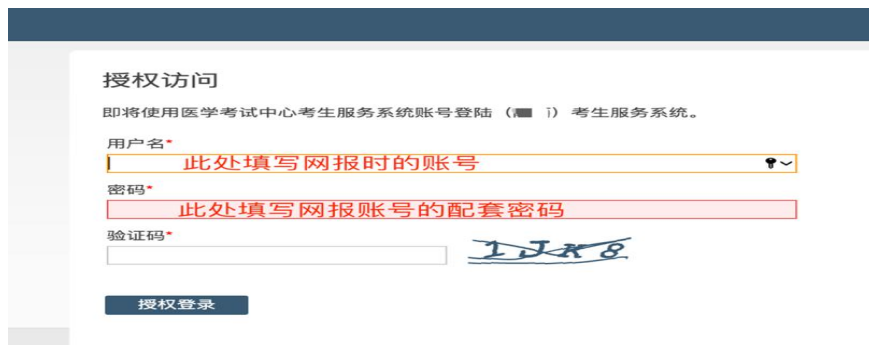 授权访问
即将使用医学考试中心考生服务系统账号登陆（ ）考生服务系统。
用户名*
此处填写网报时的账号
密码*
此处填写网报账号的配套密码
验证码*
1JK8
授权登录